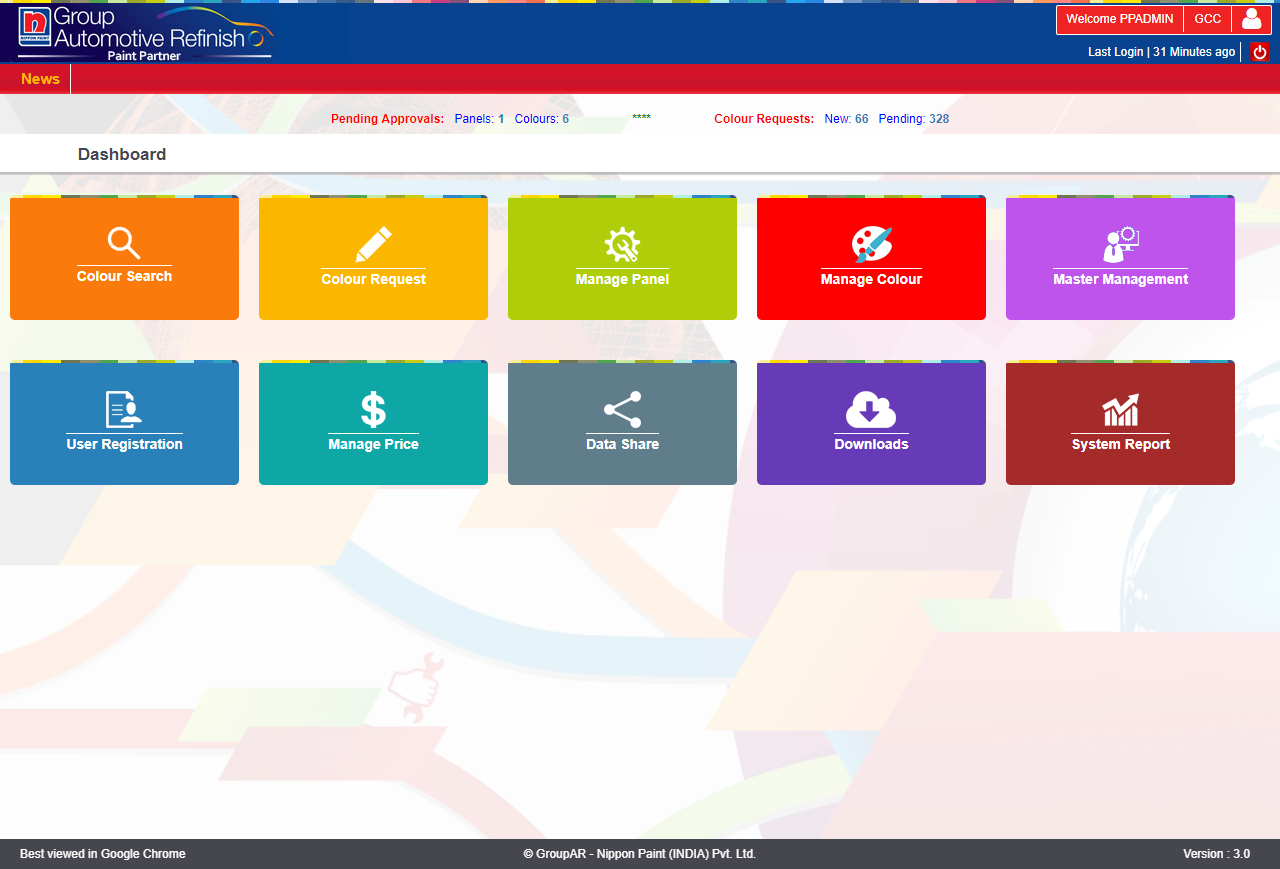 Group
Automotive Refinish
NIPPON PAINT
Paint Partner
Welcome PPADMIN GCC
Last Login | 31 Minutes ago
News
Pending Approvals: Panels: 1 Colours: 6 **** Colour Requests: New: 66 Pending: 328
Dashboard
Colour Search
Colour Request
Manage Panel
Manage Colour
Master Management
User Registration
Manage Price
Data Share
Downloads
System Report
Best viewed in Google Chrome © GroupAR - Nippon Paint (INDIA) Pvt. Ltd. Version : 3.0